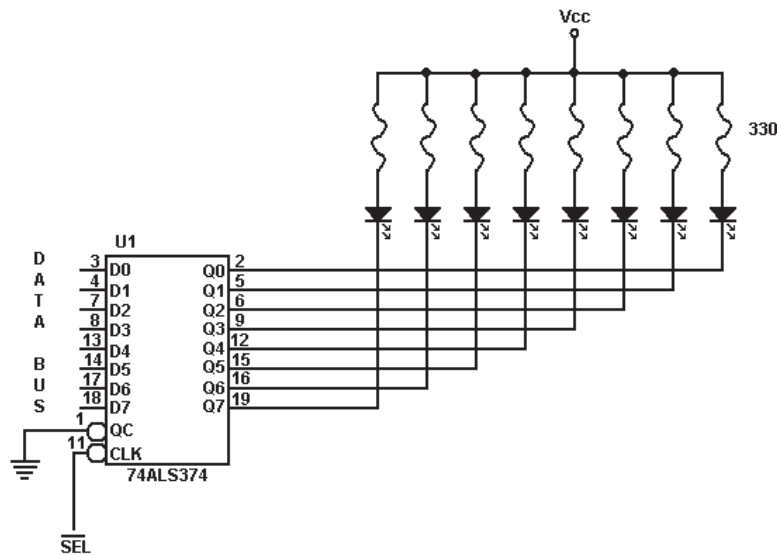 Vcc
330
U1
DATA BUS
3 D0 Q0 2
4 D1 Q1 5
7 D2 Q2 6
8 D3 Q3 9
13 D4 Q4 12
14 D5 Q5 15
17 D6 Q6 16
18 D7 Q7 19
1 QC
11 CLK
74ALS374
SEL